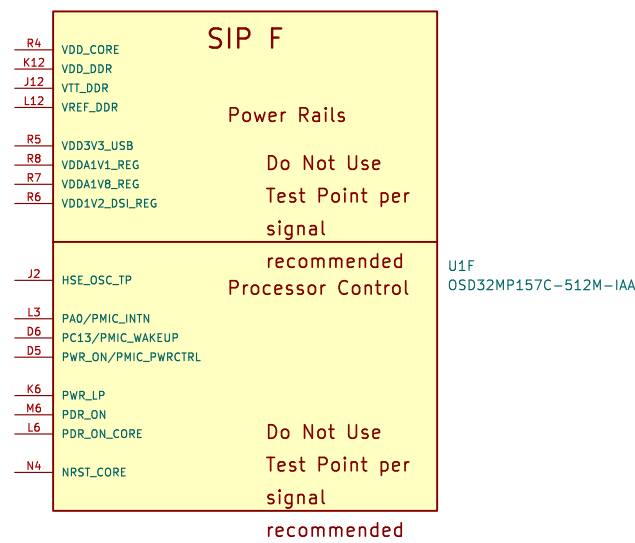 SIP F
R4 VDD_CORE
K12 VDD_DDR
J12 VTT_DDR
L12 VREF_DDR
Power Rails
R5 VDD3V3_USB
R8 VDDA1V1_REG
R7 VDDA1V8_REG
R6 VDD1V2_DSI_REG
Do Not Use
Test Point per
signal
recommended
Processor Control
U1F
OSD32MP157C-512M-IAA
J2 HSE_OSC_TP
L3 PA0/PMIC_INTN
D6 PC13/PMIC_WAKEUP
D5 PWR_ON/PMIC_PWRCTRL
K6 PWR_LP
M6 PDR_ON
L6 PDR_ON_CORE
N4 NRST_CORE
Do Not Use
Test Point per
signal
recommended